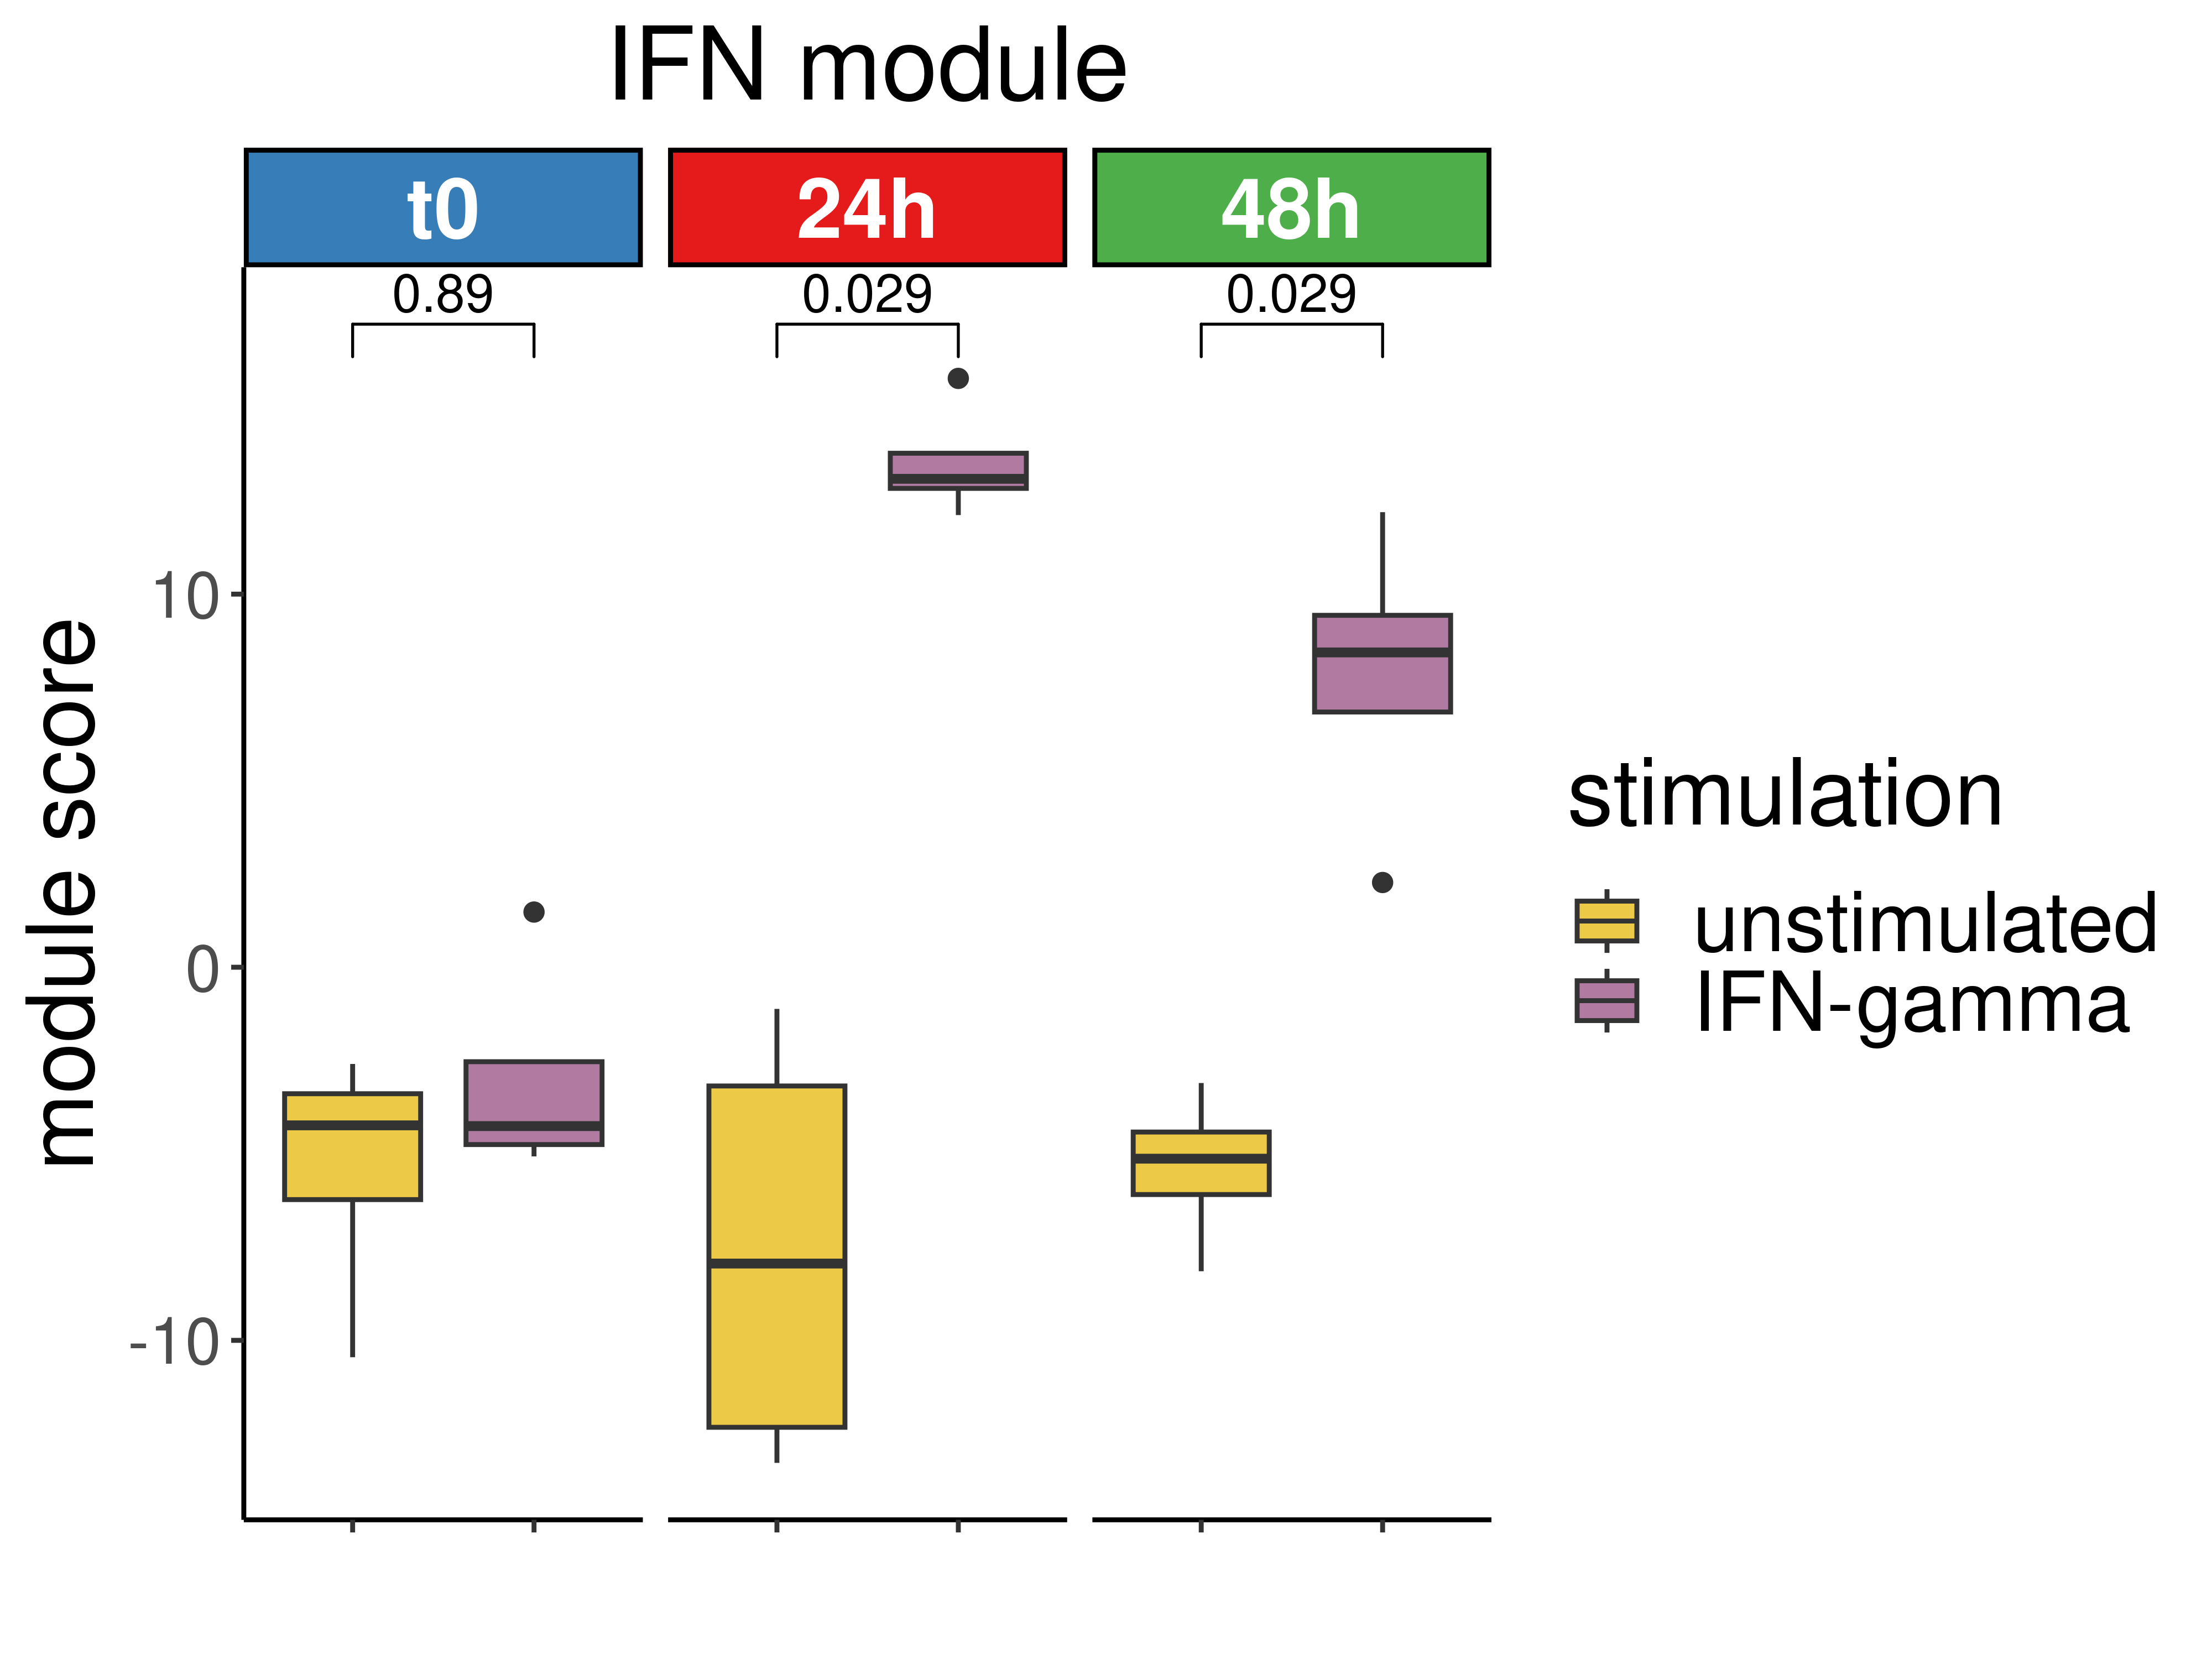 IFN module
t0
24h
48h
0.89
0.029
0.029
10
0
-10
module score
stimulation
unstimulated
IFN-gamma